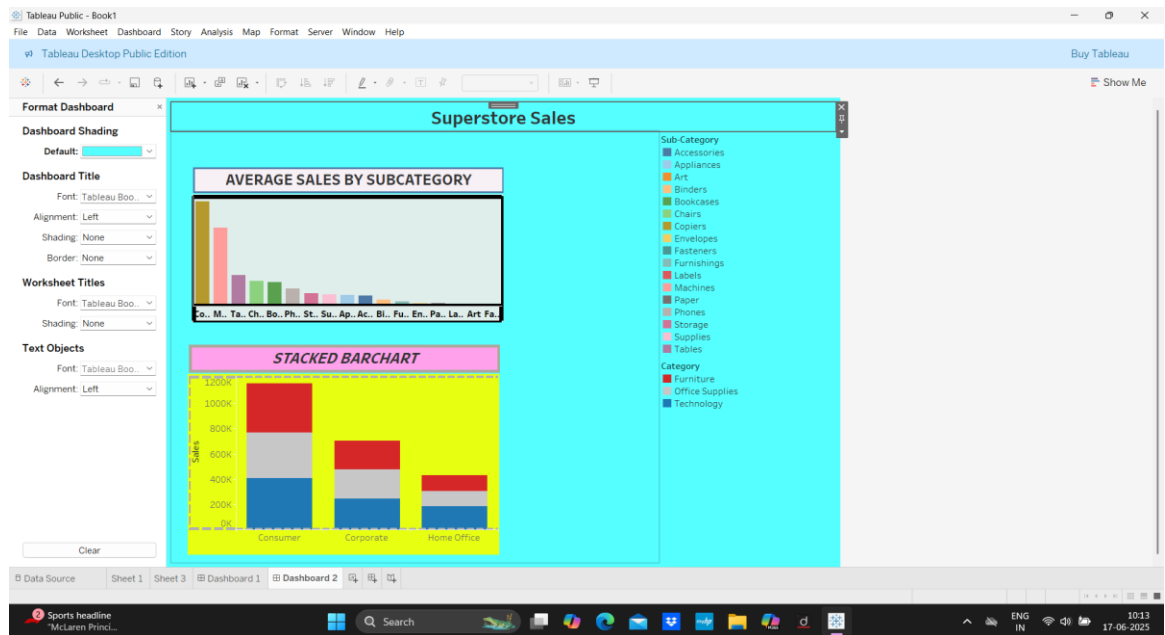 Tableau Public - Book1
File Data Worksheet Dashboard Story Analysis Map Format Server Window Help
Tableau Desktop Public Edition
Buy Tableau
Show Me
Format Dashboard
Dashboard Shading
Default:
Dashboard Title
Font: Tableau Boo..
Alignment: Left
Shading: None
Border: None
Worksheet Titles
Font: Tableau Boo..
Shading: None
Text Objects
Font: Tableau Boo..
Alignment: Left
Clear
Superstore Sales
AVERAGE SALES BY SUBCATEGORY
Co.. M.. Ta.. Ch.. Bo.. Ph.. St.. Su.. Ap.. Ac.. Bi.. Fu.. En.. Pa.. La.. Art Fa..
STACKED BARCHART
Sales
1200K
1000K
800K
600K
400K
200K
0K
Consumer Corporate Home Office
Sub-Category
Accessories
Appliances
Art
Binders
Bookcases
Chairs
Copiers
Envelopes
Fasteners
Furnishings
Labels
Machines
Paper
Phones
Storage
Supplies
Tables
Category
Furniture
Office Supplies
Technology
Data Source Sheet 1 Sheet 3 Dashboard 1 Dashboard 2
2
Sports headline
"McLaren Princi...
Search
ENG
IN
10:13
17-06-2025